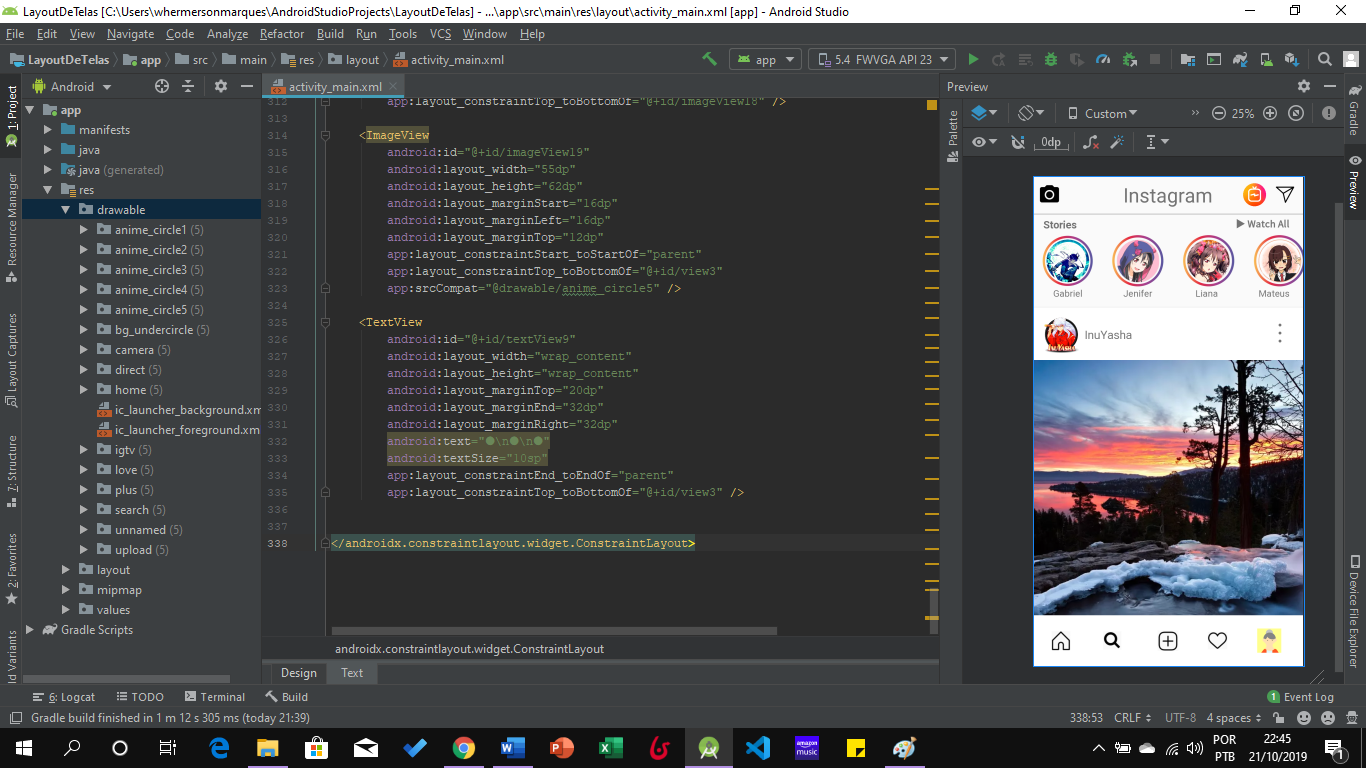 LayoutDeTelas [C:\Users\whermersonmarques\AndroidStudioProjects\LayoutDeTelas] - ...\app\src\main\res\layout\activity_main.xml [app] - Android Studio
File Edit View Navigate Code Analyze Refactor Build Run Tools VCS Window Help
LayoutDeTelas app src main res layout activity_main.xml
app
5.4 FWVGA API 23
1: Project
Resource Manager
Layout Captures
7: Structure
2: Favorites
ld Variants
Android
app
manifests
java
java (generated)
res
drawable
anime_circle1 (5)
anime_circle2 (5)
anime_circle3 (5)
anime_circle4 (5)
anime_circle5 (5)
bg_undercircle (5)
camera (5)
direct (5)
home (5)
ic_launcher_background.xm
ic_launcher_foreground.xm
igtv (5)
love (5)
plus (5)
search (5)
unnamed (5)
upload (5)
layout
mipmap
values
Gradle Scripts
activity_main.xml
312 app:layout_constraintTop_toBottomOf="@+id/imageView18" />
313
314 <ImageView
315 android:id="@+id/imageView19"
316 android:layout_width="55dp"
317 android:layout_height="62dp"
318 android:layout_marginStart="16dp"
319 android:layout_marginLeft="16dp"
320 android:layout_marginTop="12dp"
321 app:layout_constraintStart_toStartOf="parent"
322 app:layout_constraintTop_toBottomOf="@+id/view3"
323 app:srcCompat="@drawable/anime_circle5" />
324
325 <TextView
326 android:id="@+id/textView9"
327 android:layout_width="wrap_content"
328 android:layout_height="wrap_content"
329 android:layout_marginTop="20dp"
330 android:layout_marginEnd="32dp"
331 android:layout_marginRight="32dp"
332 android:text="●\n●\n●"
333 android:textSize="10sp"
334 app:layout_constraintEnd_toEndOf="parent"
335 app:layout_constraintTop_toBottomOf="@+id/view3" />
336
337
338 </androidx.constraintlayout.widget.ConstraintLayout>
androidx.constraintlayout.widget.ConstraintLayout
Design Text
Palette
Preview
Custom
25%
0dp
Instagram
Stories
Watch All
Gabriel Jenifer Liana Mateus
INUYASHA
InuYasha
Gradle
Preview
Device File Explorer
6: Logcat TODO Terminal Build
1 Event Log
Gradle build finished in 1 m 12 s 305 ms (today 21:39)
338:53 CRLF UTF-8 4 spaces
amazon music
POR
PTB
22:45
21/10/2019
1